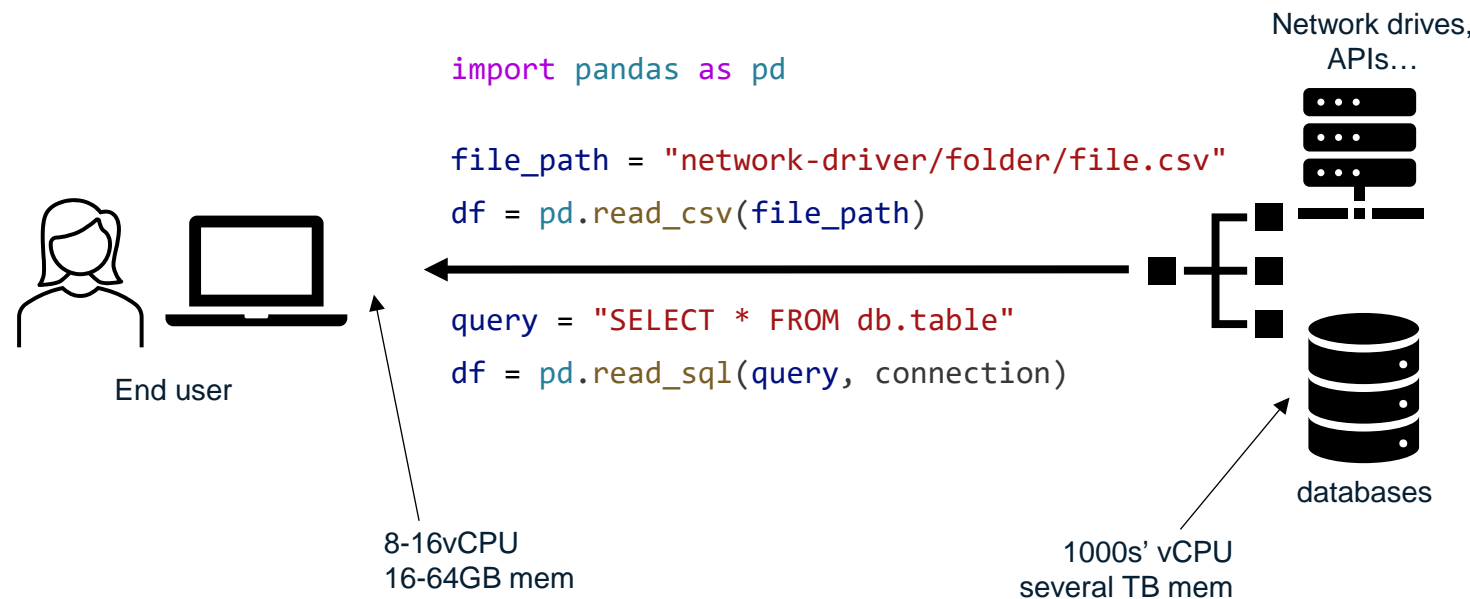 Network drives,
APIs…
import pandas as pd
file_path = "network-driver/folder/file.csv"
df = pd.read_csv(file_path)
query = "SELECT * FROM db.table"
df = pd.read_sql(query, connection)
End user
databases
8-16vCPU
16-64GB mem
1000s’ vCPU
several TB mem